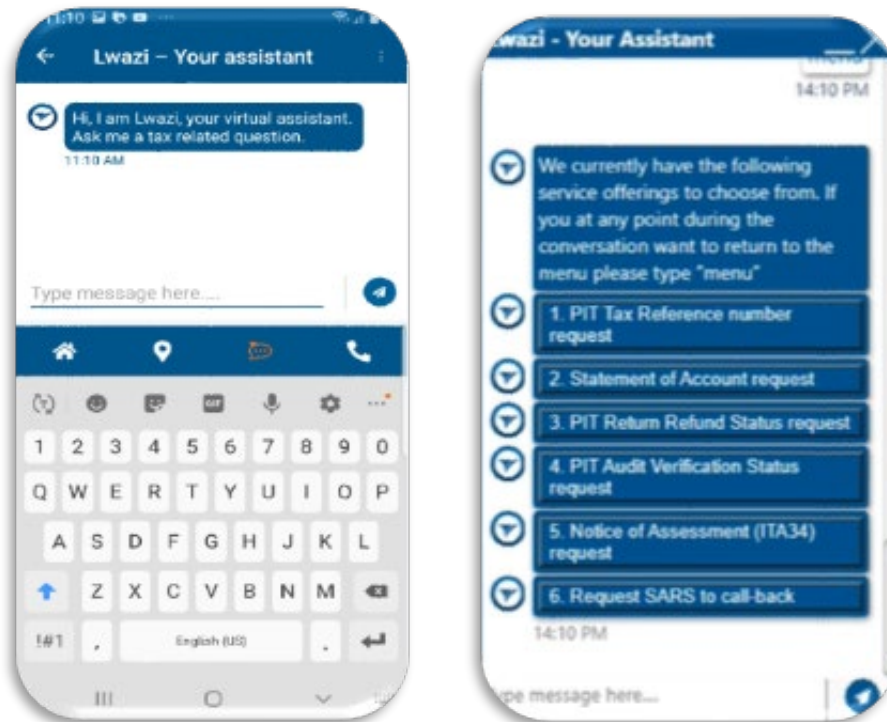 11:10
Lwazi – Your assistant
Hi, I am Lwazi, your virtual assistant.
Ask me a tax related question.
11:10 AM
Type message here....
GIF
1 2 3 4 5 6 7 8 9 0
Q W E R T Y U I O P
A S D F G H J K L
Z X C V B N M
!#1 , English (US) .
wazi - Your Assistant
menu
14:10 PM
We currently have the following
service offerings to choose from. If
you at any point during the
conversation want to return to the
menu please type "menu"
1. PIT Tax Reference number
request
2. Statement of Account request
3. PIT Return Refund Status request
4. PIT Audit Verification Status
request
5. Notice of Assessment (ITA34)
request
6. Request SARS to call-back
14:10 PM
pe message here....